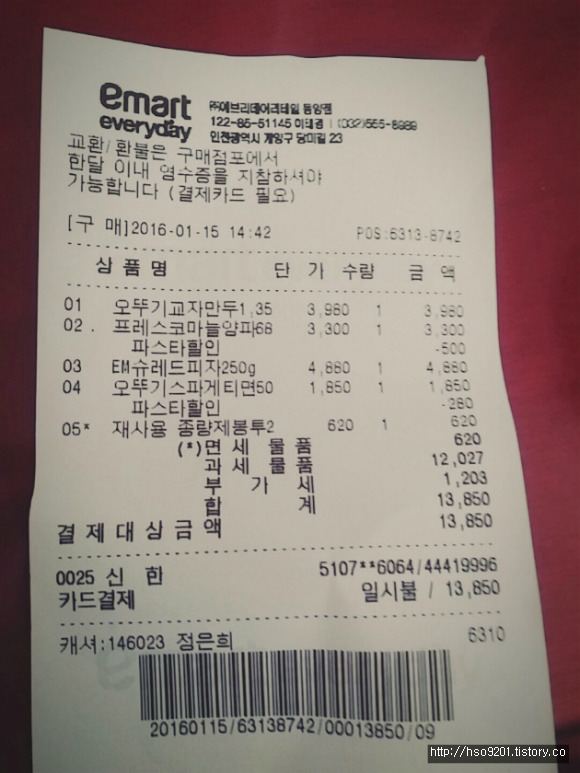 emart
everyday
㈜에브리데이리테일 동양점
122-85-51145 이태경 (032)555-8989
인천광역시 계양구 당미길 23
교환/환불은 구매점포에서
한달 이내 영수증을 지참하셔야
가능합니다 (결제카드 필요)
[구 매]2016-01-15 14:42 POS:6313-8742
상 품 명 단 가 수량 금 액
01 오뚜기교자만두1,35 3,980 1 3,980
02. 프레스코마늘양파68 3,300 1 3,300
파스타할인 -500
03 EM슈레드피자250g 4,880 1 4,880
04 오뚜기스파게티면50 1,850 1 1,850
파스타할인 -280
05* 재사용 종량제봉투2 620 1 620
(*)면 세 물 품 620
과 세 물 품 12,027
부 가 세 1,203
합 계 13,850
결 제 대 상 금 액 13,850
0025 신 한 5107**6064/44419996
카드결제 일시불 / 13,850
캐셔:146023 정은희 6310
20160115/63138742/00013850/09
http://hso9201.tistory.co